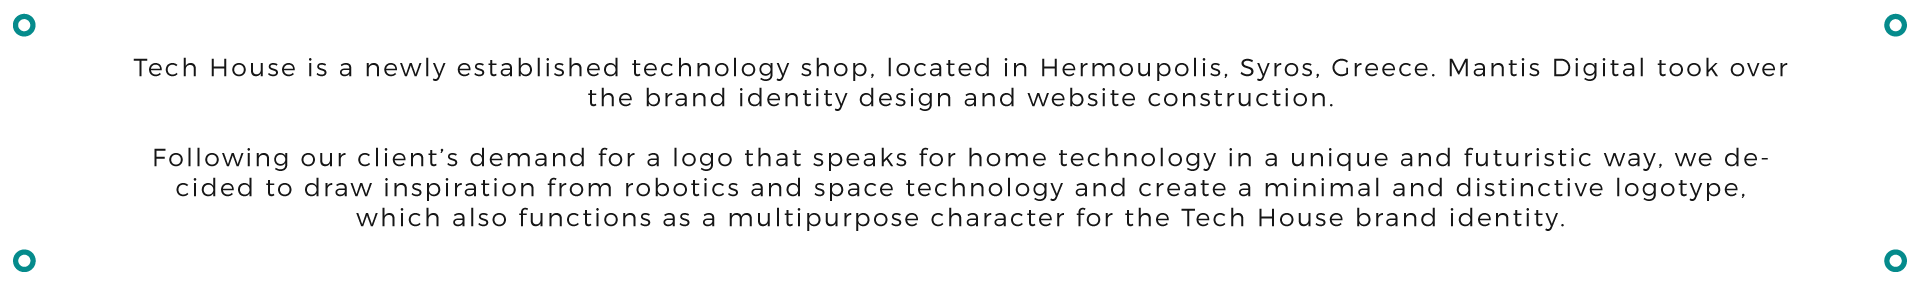 Tech House is a newly established technology shop, located in Hermoupolis, Syros, Greece. Mantis Digital took over
the brand identity design and website construction.
Following our client’s demand for a logo that speaks for home technology in a unique and futuristic way, we de-
cided to draw inspiration from robotics and space technology and create a minimal and distinctive logotype,
which also functions as a multipurpose character for the Tech House brand identity.